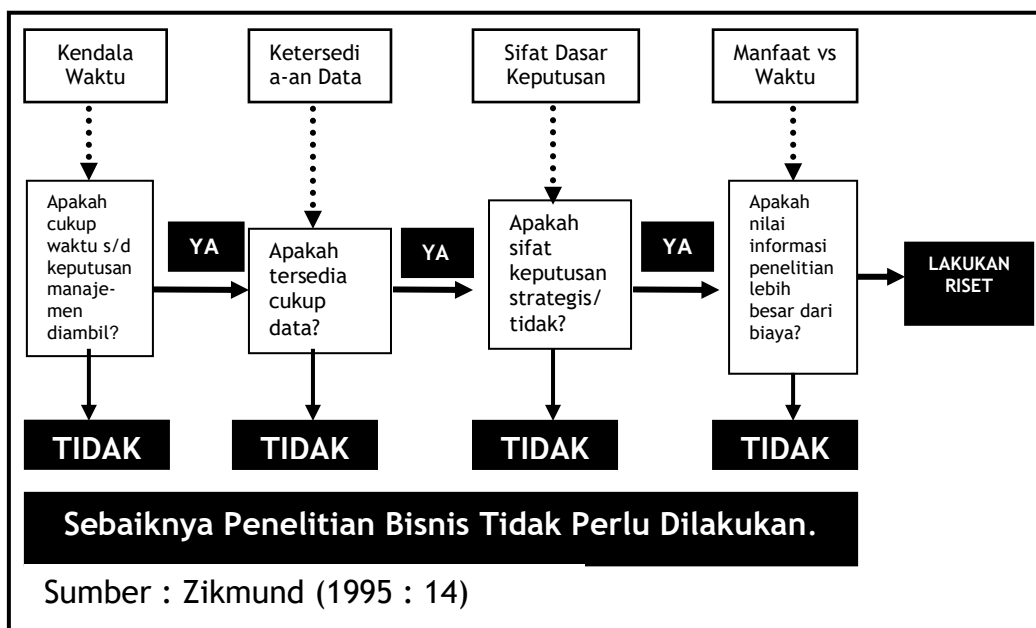 Kendala
Waktu
Ketersedi
a-an Data
Sifat Dasar
Keputusan
Manfaat vs
Waktu
Apakah
cukup
waktu s/d
keputusan
manaje-
men
diambil?
YA
Apakah
tersedia
cukup
data?
YA
Apakah
sifat
keputusan
strategis/
tidak?
YA
Apakah
nilai
informasi
penelitian
lebih
besar dari
biaya?
LAKUKAN
RISET
TIDAK
TIDAK
TIDAK
TIDAK
Sebaiknya Penelitian Bisnis Tidak Perlu Dilakukan.
Sumber : Zikmund (1995 : 14)